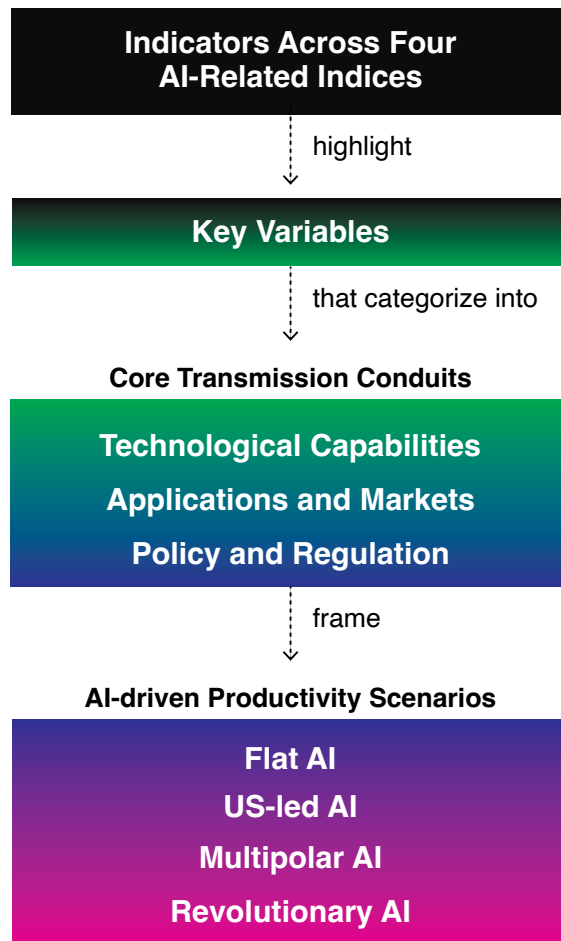 Indicators Across Four
AI-Related Indices
highlight
Key Variables
that categorize into
Core Transmission Conduits
Technological Capabilities
Applications and Markets
Policy and Regulation
frame
AI-driven Productivity Scenarios
Flat AI
US-led AI
Multipolar AI
Revolutionary AI